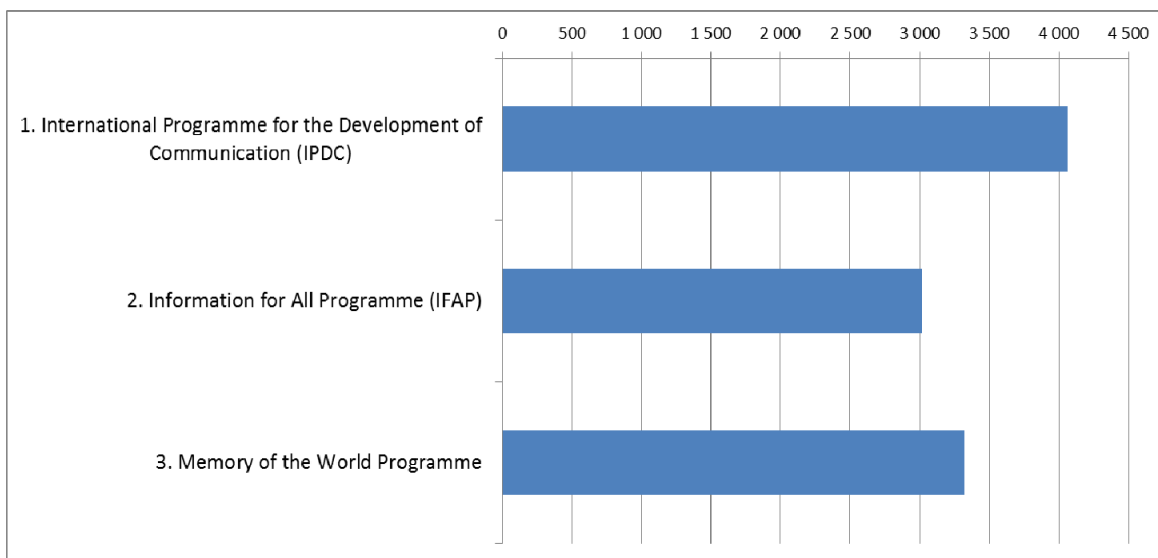 0 500 1 000 1 500 2 000 2 500 3 000 3 500 4 000 4 500
1. International Programme for the Development of
Communication (IPDC)
2. Information for All Programme (IFAP)
3. Memory of the World Programme